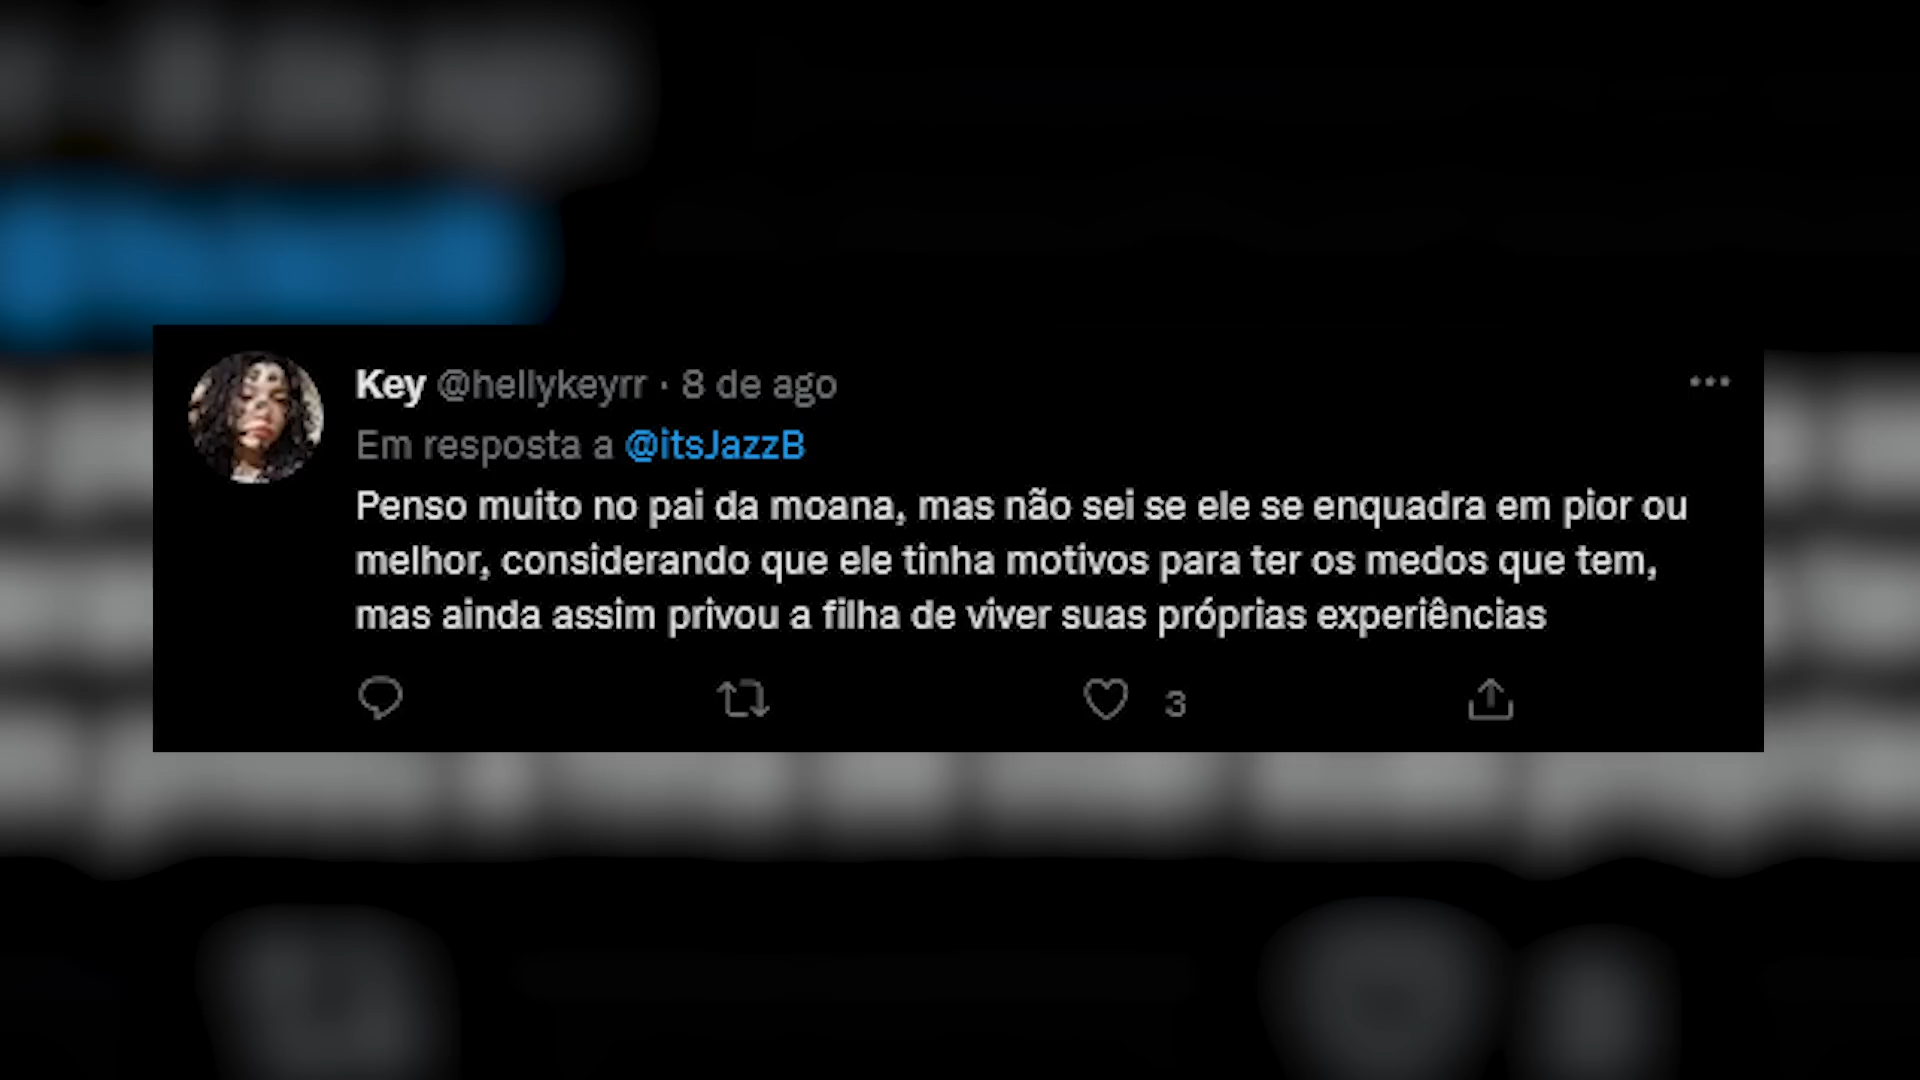 Key @hellykeyrr · 8 de ago
Em resposta a @itsJazzB
Penso muito no pai da moana, mas não sei se ele se enquadra em pior ou
melhor, considerando que ele tinha motivos para ter os medos que tem,
mas ainda assim privou a filha de viver suas próprias experiências
3